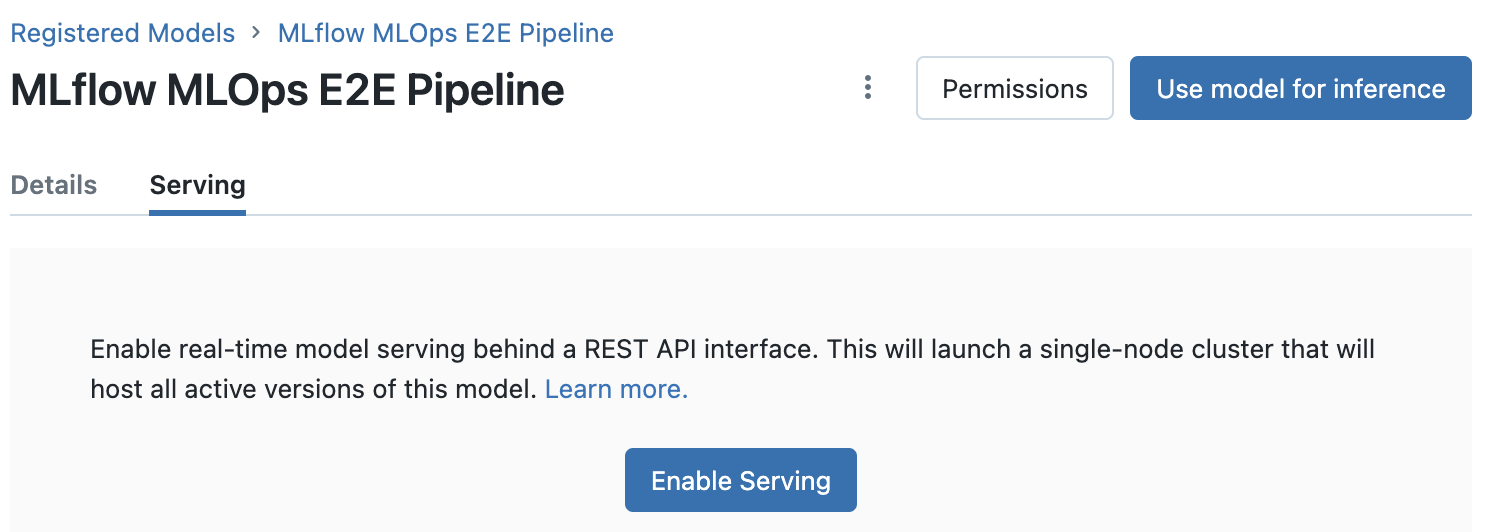 Registered Models > MLflow MLOps E2E Pipeline
MLflow MLOps E2E Pipeline
Permissions
Use model for inference
Details
Serving
Enable real-time model serving behind a REST API interface. This will launch a single-node cluster that will
host all active versions of this model. Learn more.
Enable Serving